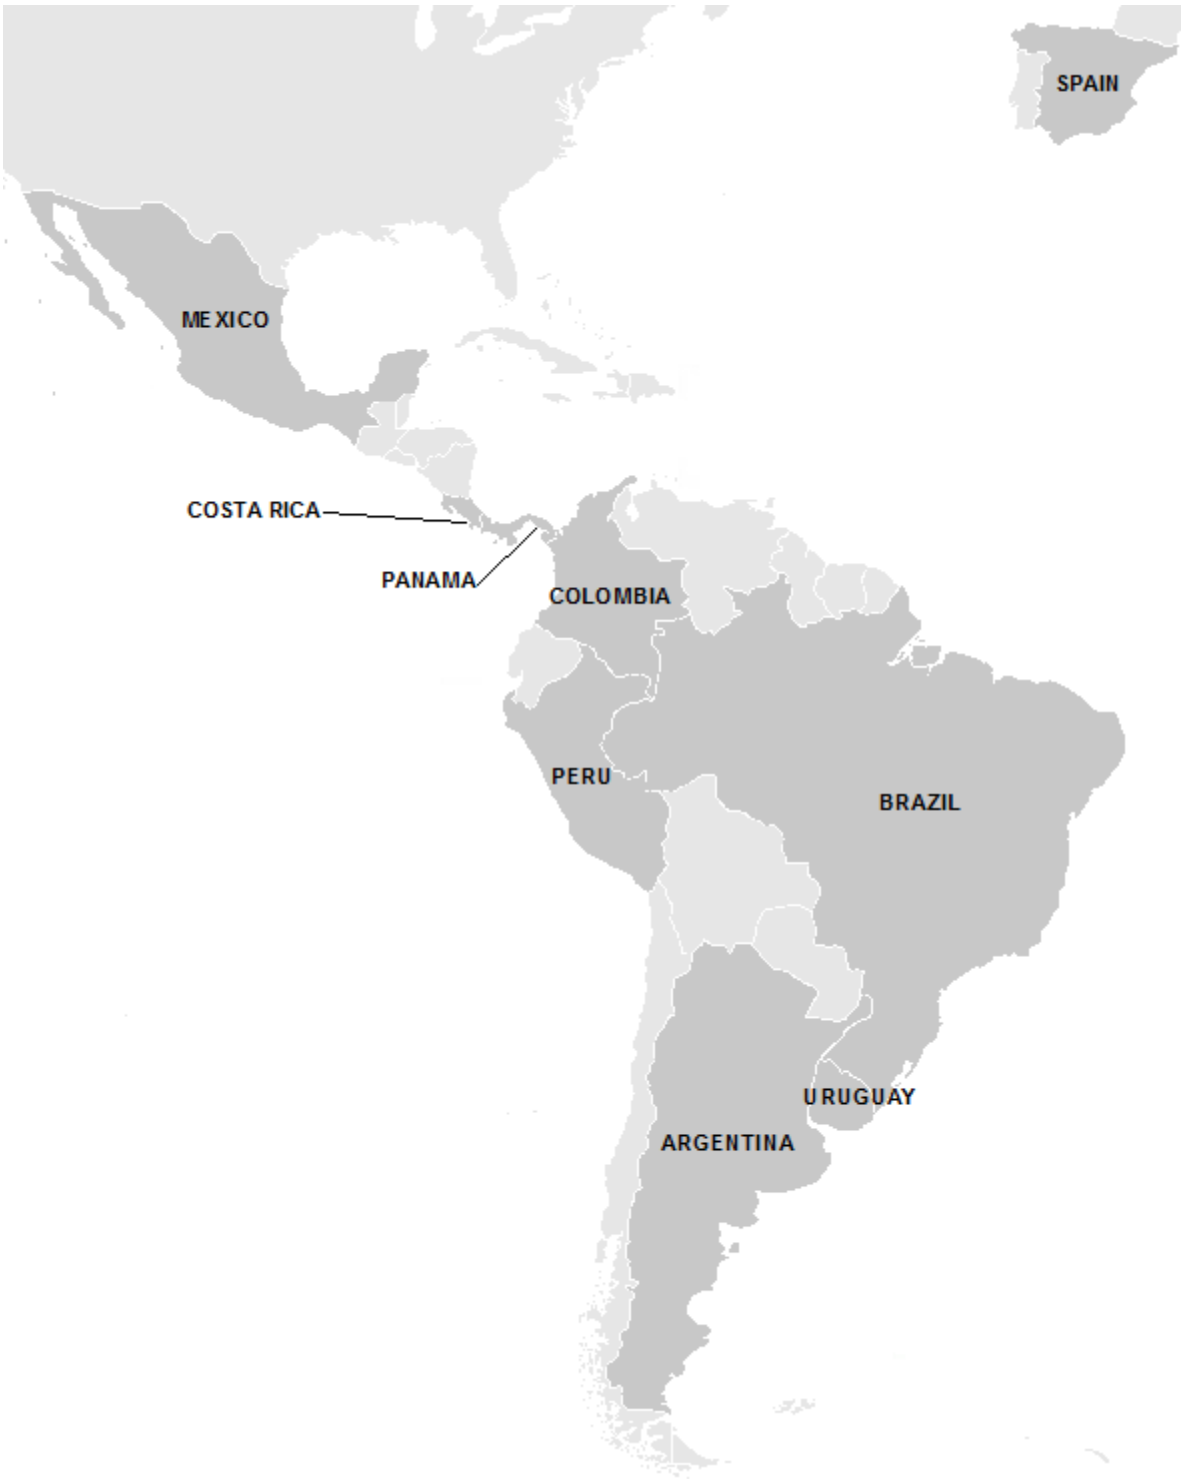 SPAIN
MEXICO
COSTA RICA
PANAMA
COLOMBIA
PERU
BRAZIL
URUGUAY
ARGENTINA